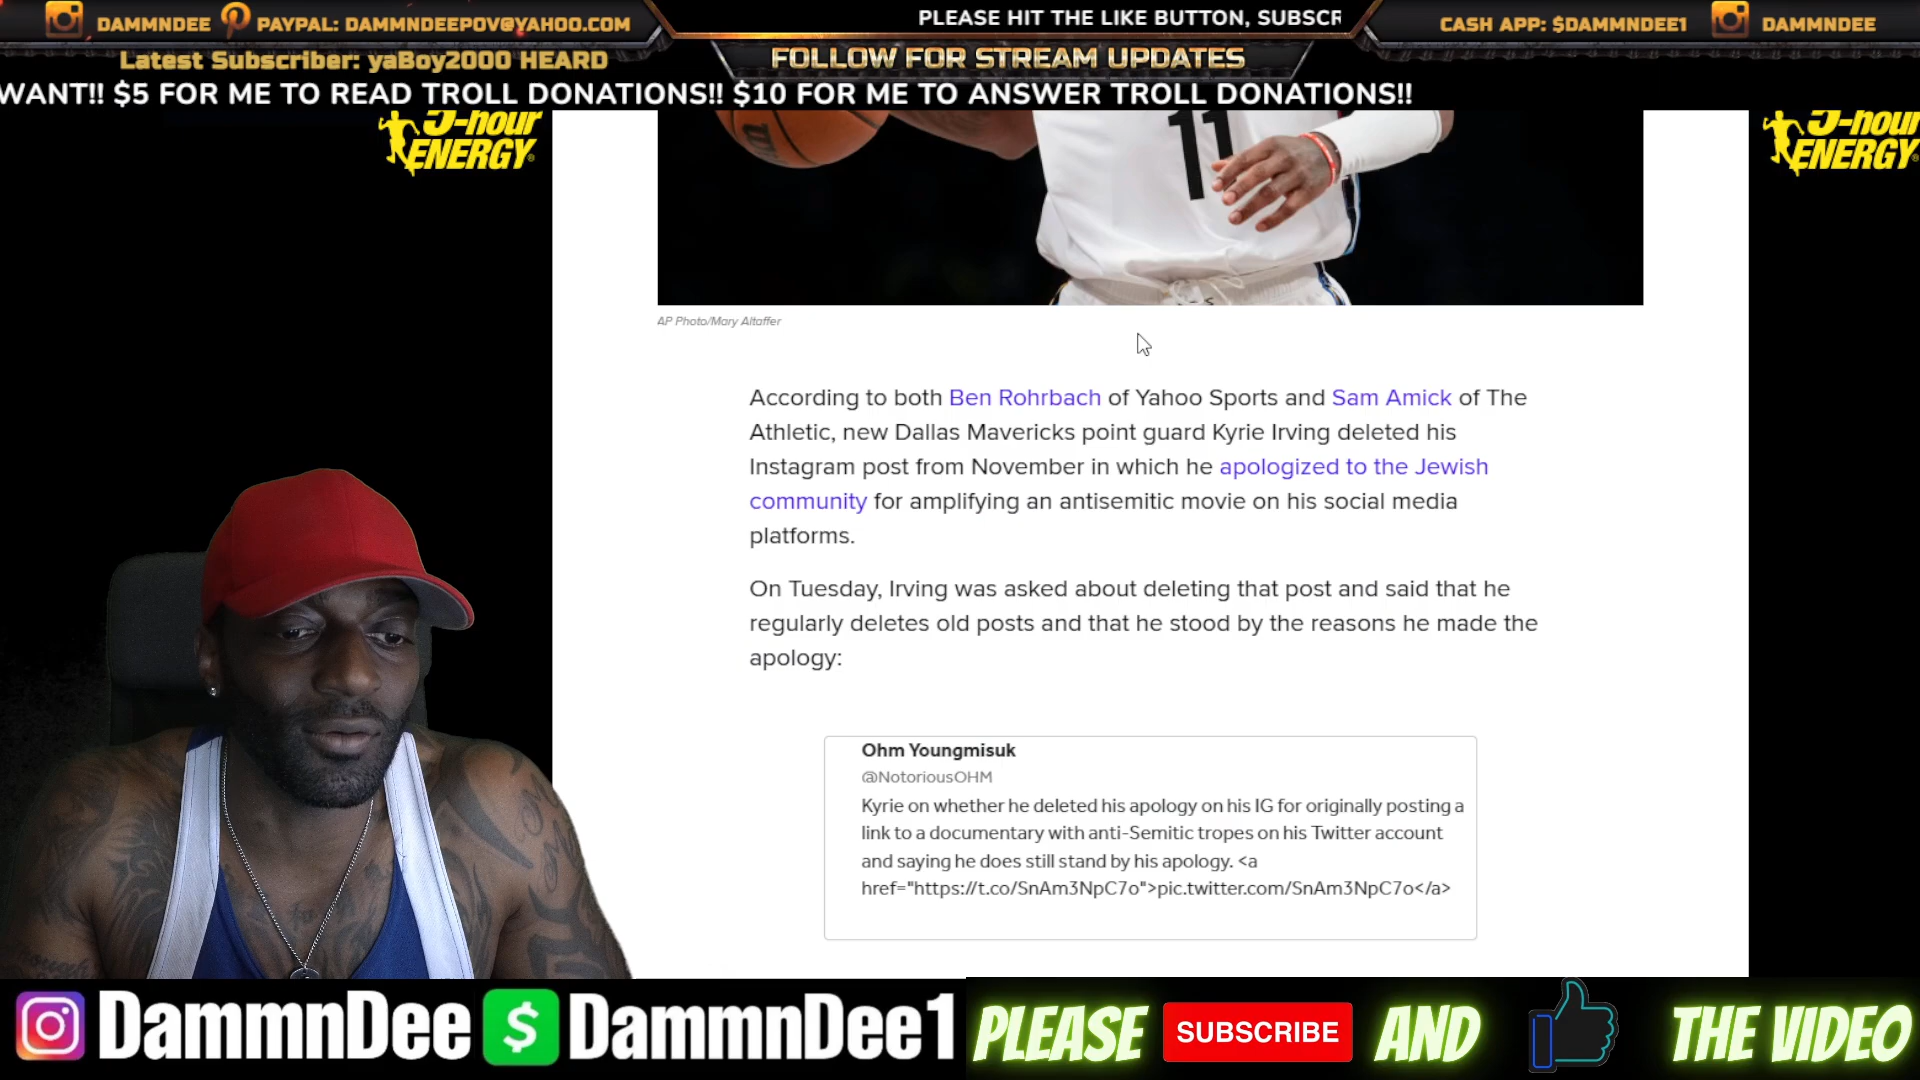 DAMMNDEE PAYPAL: DAMMNDEEPOV@YAHOO.COM
PLEASE HIT THE LIKE BUTTON, SUBSCR
CASH APP: $DAMMNDEE1 DAMMNDEE
Latest Subscriber: yaBoy2000 HEARD
FOLLOW FOR STREAM UPDATES
WANT!! $5 FOR ME TO READ TROLL DONATIONS!! $10 FOR ME TO ANSWER TROLL DONATIONS!!
5-hour
ENERGY
5-hour
ENERGY
11
AP Photo/Mary Altaffer
According to both Ben Rohrbach of Yahoo Sports and Sam Amick of The
Athletic, new Dallas Mavericks point guard Kyrie Irving deleted his
Instagram post from November in which he apologized to the Jewish
community for amplifying an antisemitic movie on his social media
platforms.
On Tuesday, Irving was asked about deleting that post and said that he
regularly deletes old posts and that he stood by the reasons he made the
apology:
Ohm Youngmisuk
@NotoriousOHM
Kyrie on whether he deleted his apology on his IG for originally posting a
link to a documentary with anti-Semitic tropes on his Twitter account
and saying he does still stand by his apology. <a
href="https://t.co/SnAm3NpC7o">pic.twitter.com/SnAm3NpC7o</a>
DammnDee $ DammnDee1 PLEASE SUBSCRIBE AND THE VIDEO